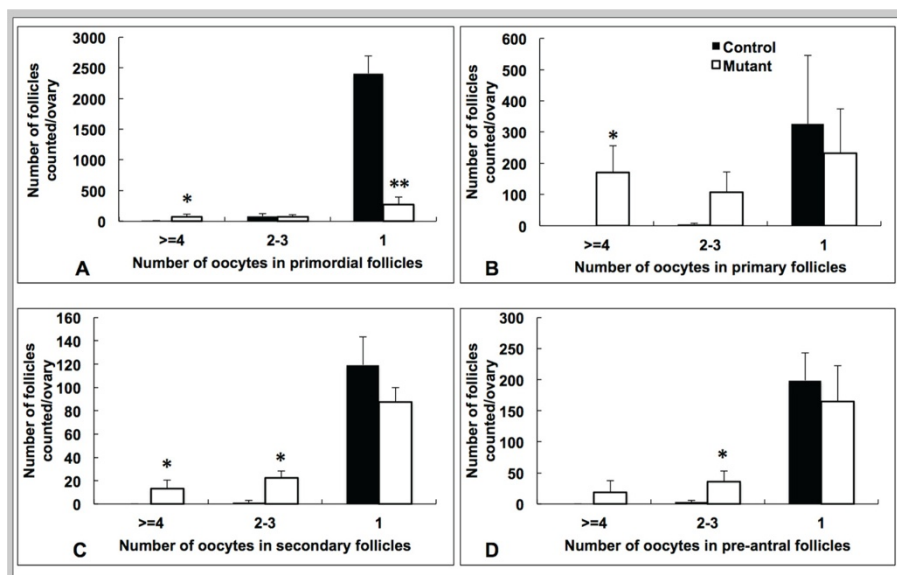 Number of follicles
counted/ovary
3000
2500
2000
1500
1000
500
0
*
**
>=4 2-3 1
A
Number of oocytes in primordial follicles
Number of follicles
counted/ovary
600
500
400
300
200
100
0
Control
Mutant
*
>=4 2-3 1
B
Number of oocytes in primary follicles
Number of follicles
counted/ovary
160
140
120
100
80
60
40
20
0
* *
>=4 2-3 1
C
Number of oocytes in secondary follicles
Number of follicles
counted/ovary
300
250
200
150
100
50
0
*
>=4 2-3 1
D
Number of oocytes in pre-antral follicles